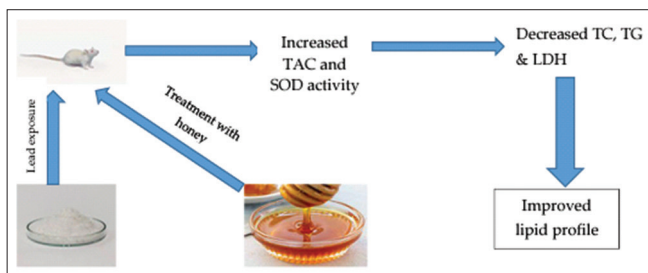 Increased
TAC and
SOD activity
Decreased TC, TG
& LDH
Lead exposure
Treatment with
honey
Improved
lipid profile